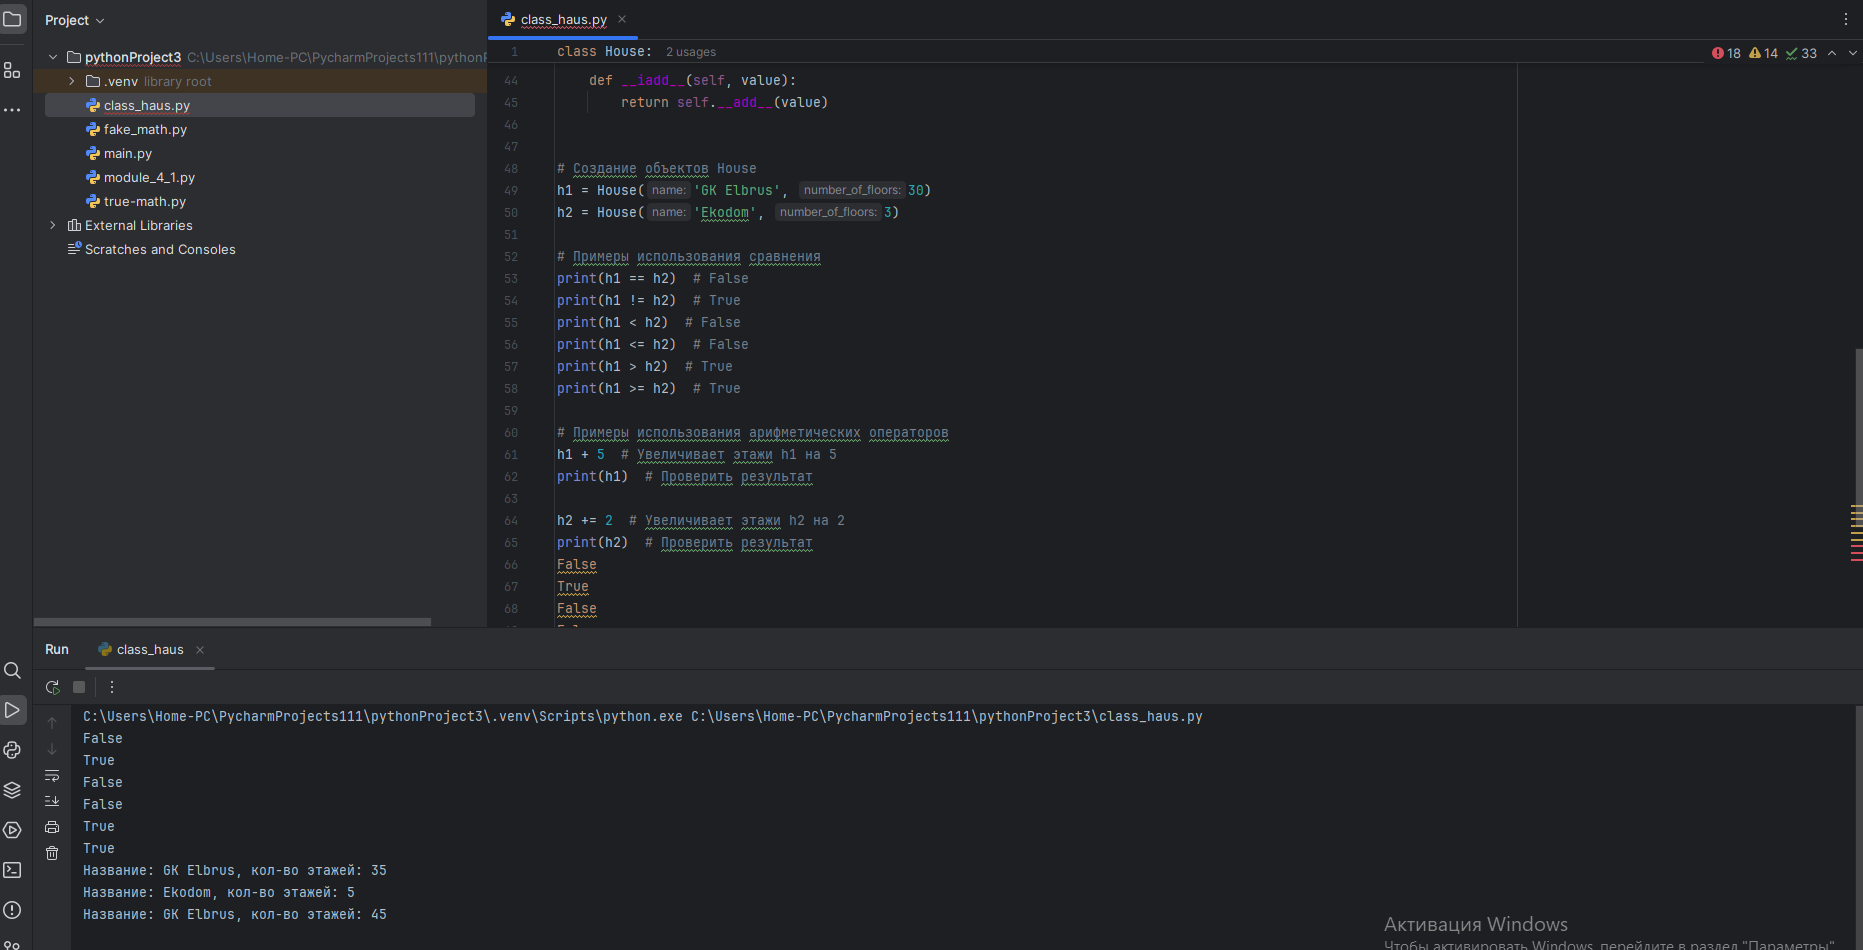 Project
pythonProject3 C:\Users\Home-PC\PycharmProjects111\python
.venv library root
class_haus.py
fake_math.py
main.py
module_4_1.py
true-math.py
External Libraries
Scratches and Consoles
class_haus.py
1 class House: 2 usages
18 14 33
44 def __iadd__(self, value):
45 return self.__add__(value)
46
47
48 # Создание объектов House
49 h1 = House( name: 'GK Elbrus', number_of_floors: 30)
50 h2 = House( name: 'Ekodom', number_of_floors: 3)
51
52 # Примеры использования сравнения
53 print(h1 == h2) # False
54 print(h1 != h2) # True
55 print(h1 < h2) # False
56 print(h1 <= h2) # False
57 print(h1 > h2) # True
58 print(h1 >= h2) # True
59
60 # Примеры использования арифметических операторов
61 h1 + 5 # Увеличивает этажи h1 на 5
62 print(h1) # Проверить результат
63
64 h2 += 2 # Увеличивает этажи h2 на 2
65 print(h2) # Проверить результат
66 False
67 True
68 False
Run class_haus
C:\Users\Home-PC\PycharmProjects111\pythonProject3\.venv\Scripts\python.exe C:\Users\Home-PC\PycharmProjects111\pythonProject3\class_haus.py
False
True
False
False
True
True
Название: GK Elbrus, кол-во этажей: 35
Название: Ekodom, кол-во этажей: 5
Название: GK Elbrus, кол-во этажей: 45
Активация Windows
Чтобы активировать Windows, перейдите в раздел "Параметры"